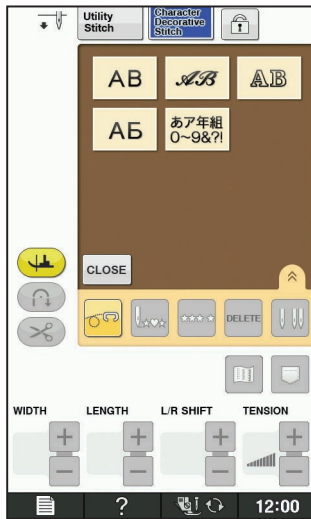 Utility
Stitch
Character
Decorative
Stitch
AB
AB
AB
АБ
あア年組
0~9&?!
CLOSE
DELETE
WIDTH
LENGTH
L/R SHIFT
TENSION
+
+
+
+
−
−
−
−
?
12:00